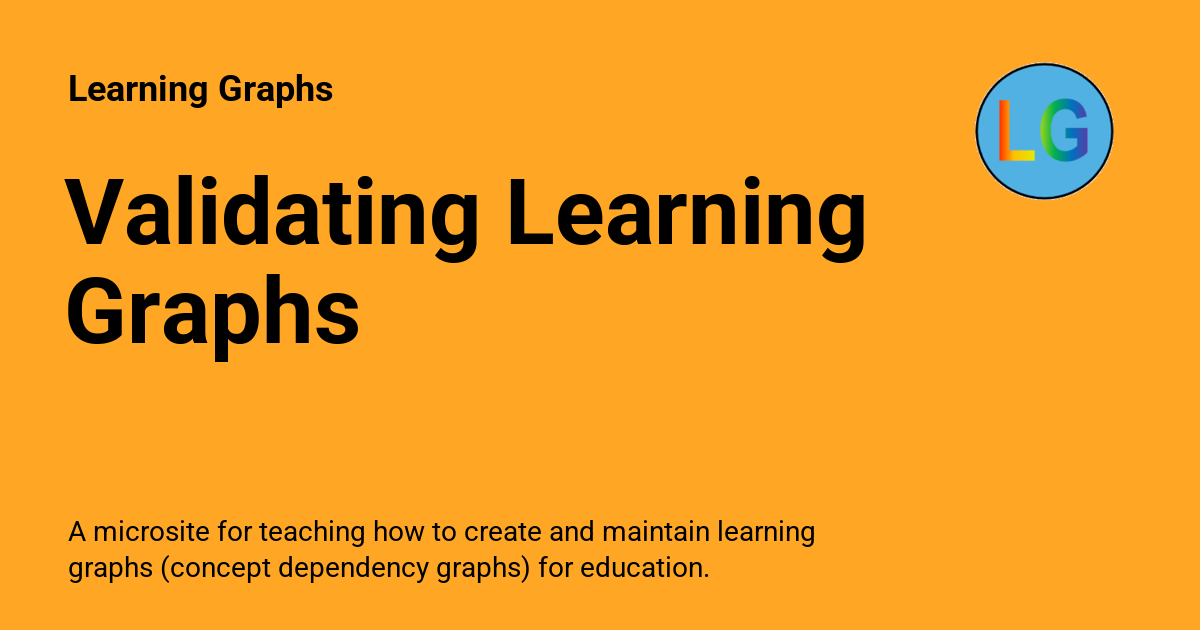 Learning Graphs
LG
Validating Learning
Graphs
A microsite for teaching how to create and maintain learning
graphs (concept dependency graphs) for education.